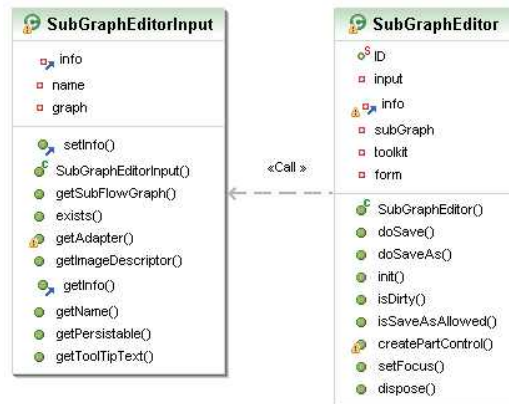 SubGraphEditorInput
info
name
graph
setInfo()
SubGraphEditorInput()
getSubFlowGraph()
exists()
getAdapter()
getImageDescriptor()
getInfo()
getName()
getPersistable()
getToolTipText()
«Call »
SubGraphEditor
ID
input
info
subGraph
toolkit
form
SubGraphEditor()
doSave()
doSaveAs()
init()
isDirty()
isSaveAsAllowed()
createPartControl()
setFocus()
dispose()